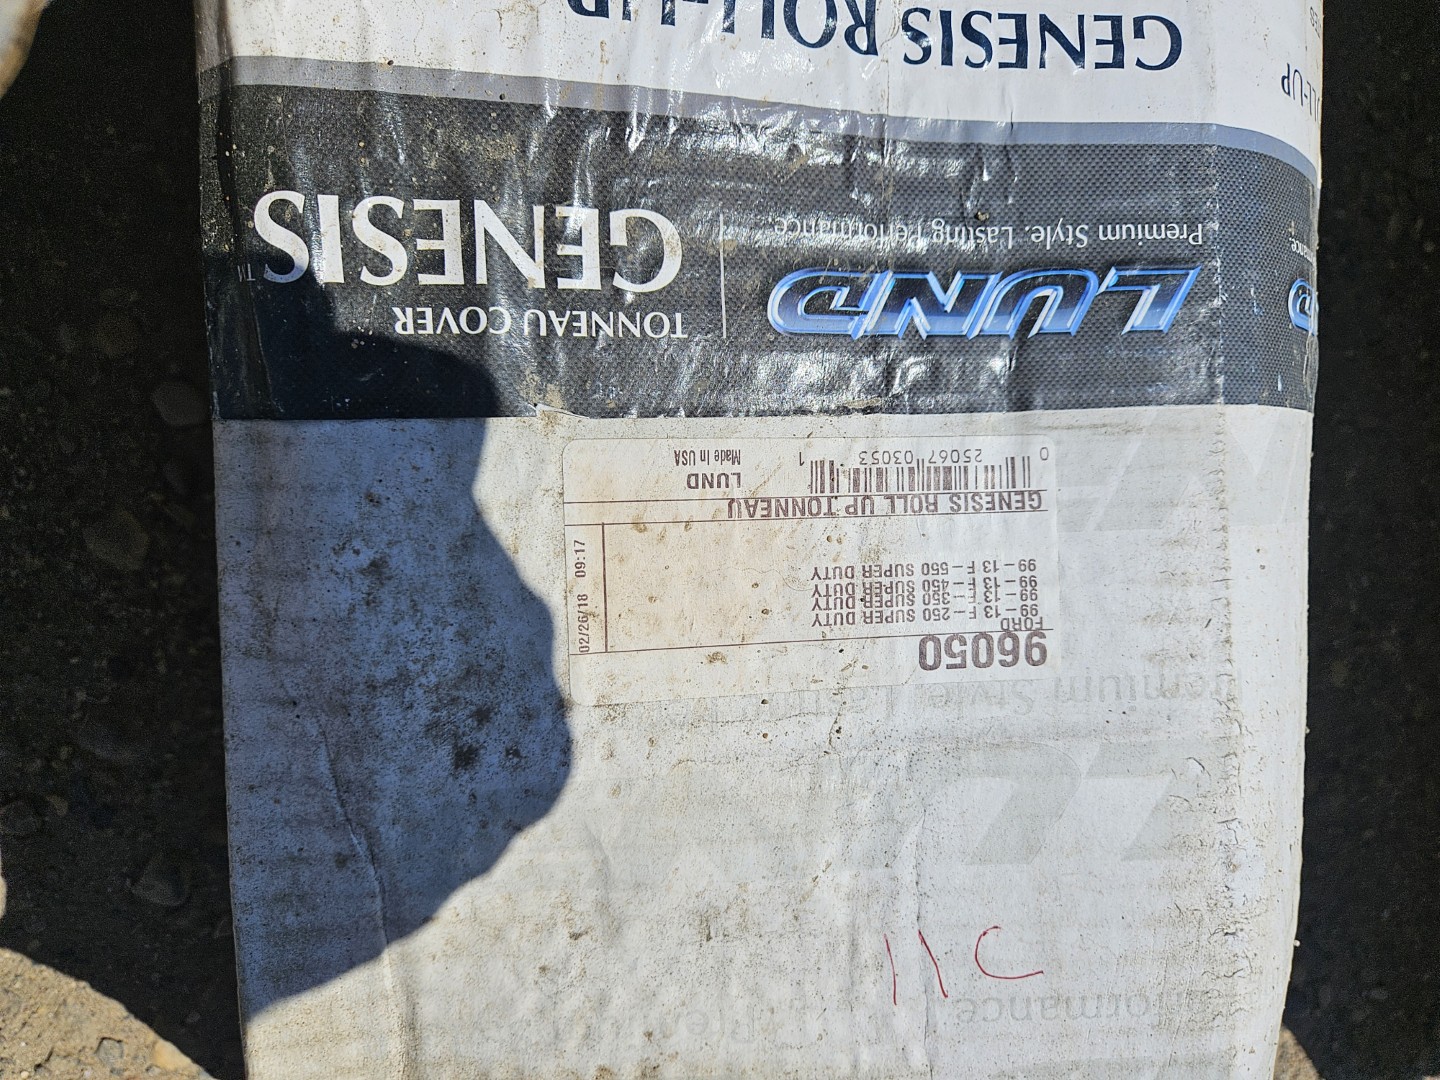 96050
FORD
99 - 13 F - 250 SUPER DUTY
99 - 13 F - 350 SUPER DUTY
99 - 13 F - 450 SUPER DUTY
99 - 13 F - 550 SUPER DUTY
02/26/18 09:17
GENESIS ROLL UP TONNEAU
0 25067 03053 1
LUND
Made In USA
LUND
Premium Style. Lasting Performance.
TONNEAU COVER
GENESIS™
GENESIS ROLL-UP
11C